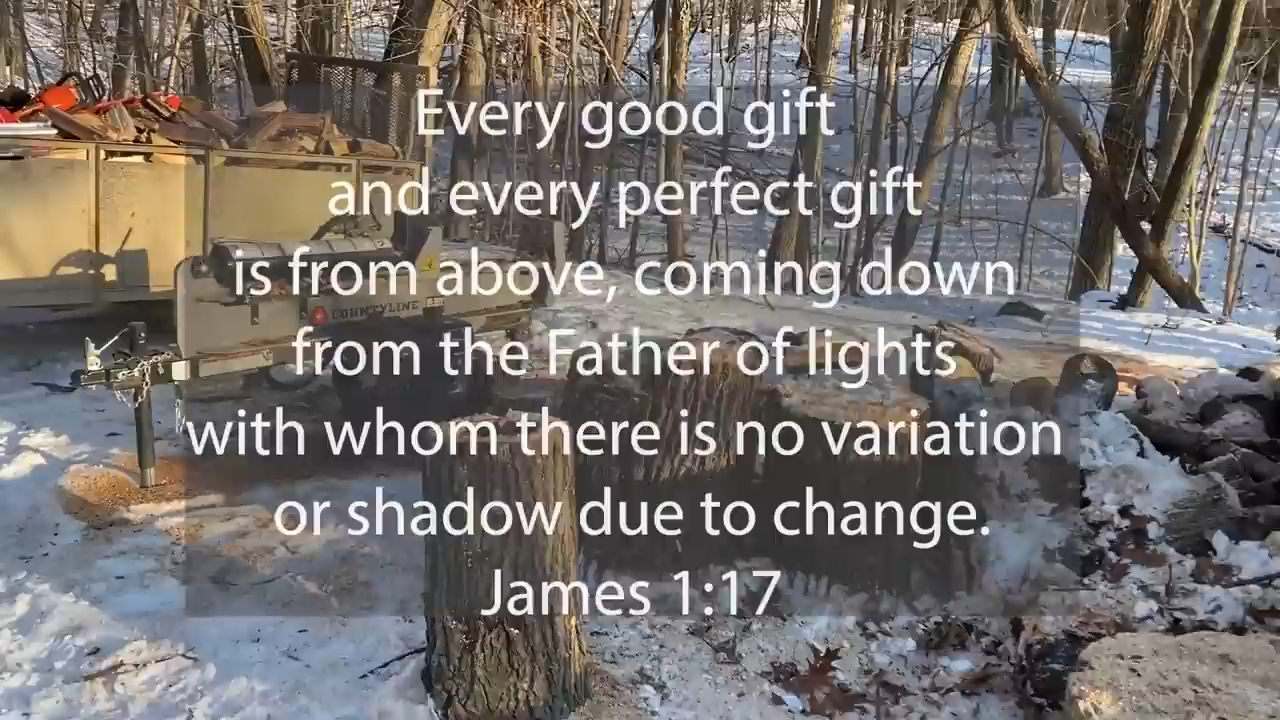 Every good gift
and every perfect gift
is from above, coming down
from the Father of lights
with whom there is no variation
or shadow due to change.
James 1:17
COUNTYLINE